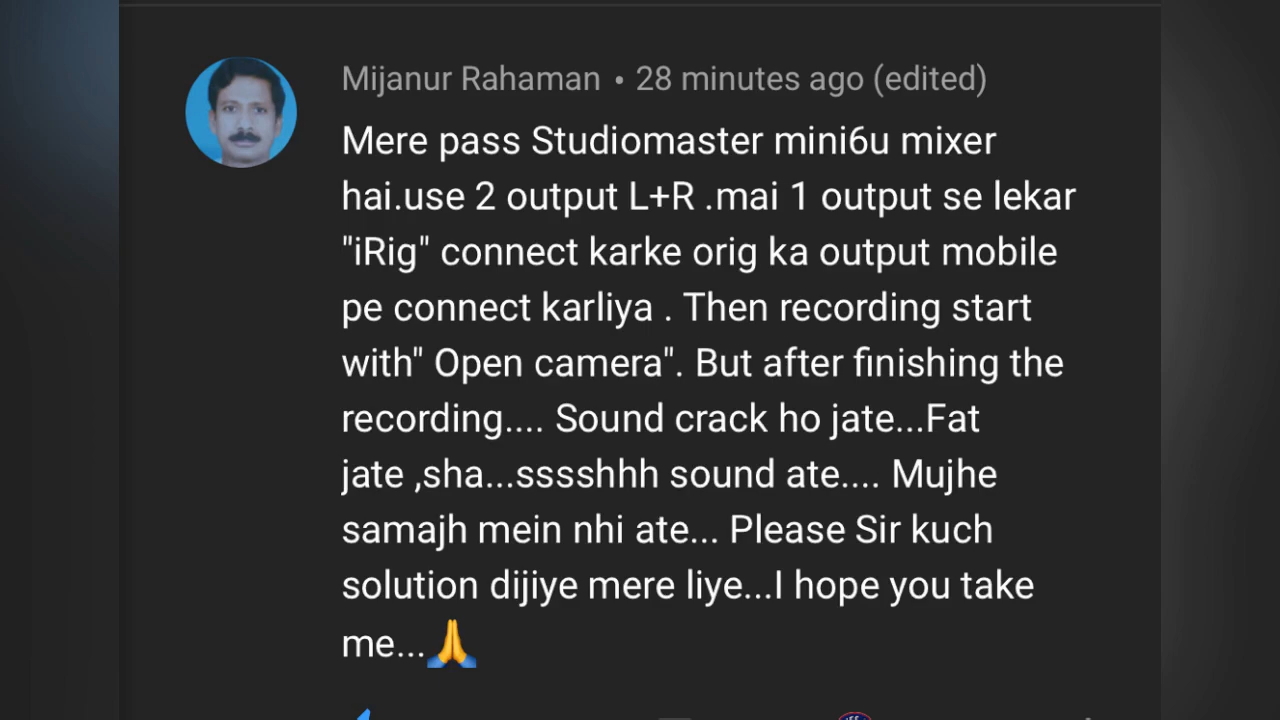 Mijanur Rahaman • 28 minutes ago (edited)
Mere pass Studiomaster mini6u mixer
hai.use 2 output L+R .mai 1 output se lekar
"iRig" connect karke orig ka output mobile
pe connect karliya . Then recording start
with" Open camera". But after finishing the
recording.... Sound crack ho jate...Fat
jate ,sha...sssshhh sound ate.... Mujhe
samajh mein nhi ate... Please Sir kuch
solution dijiye mere liye...I hope you take
me...🙏